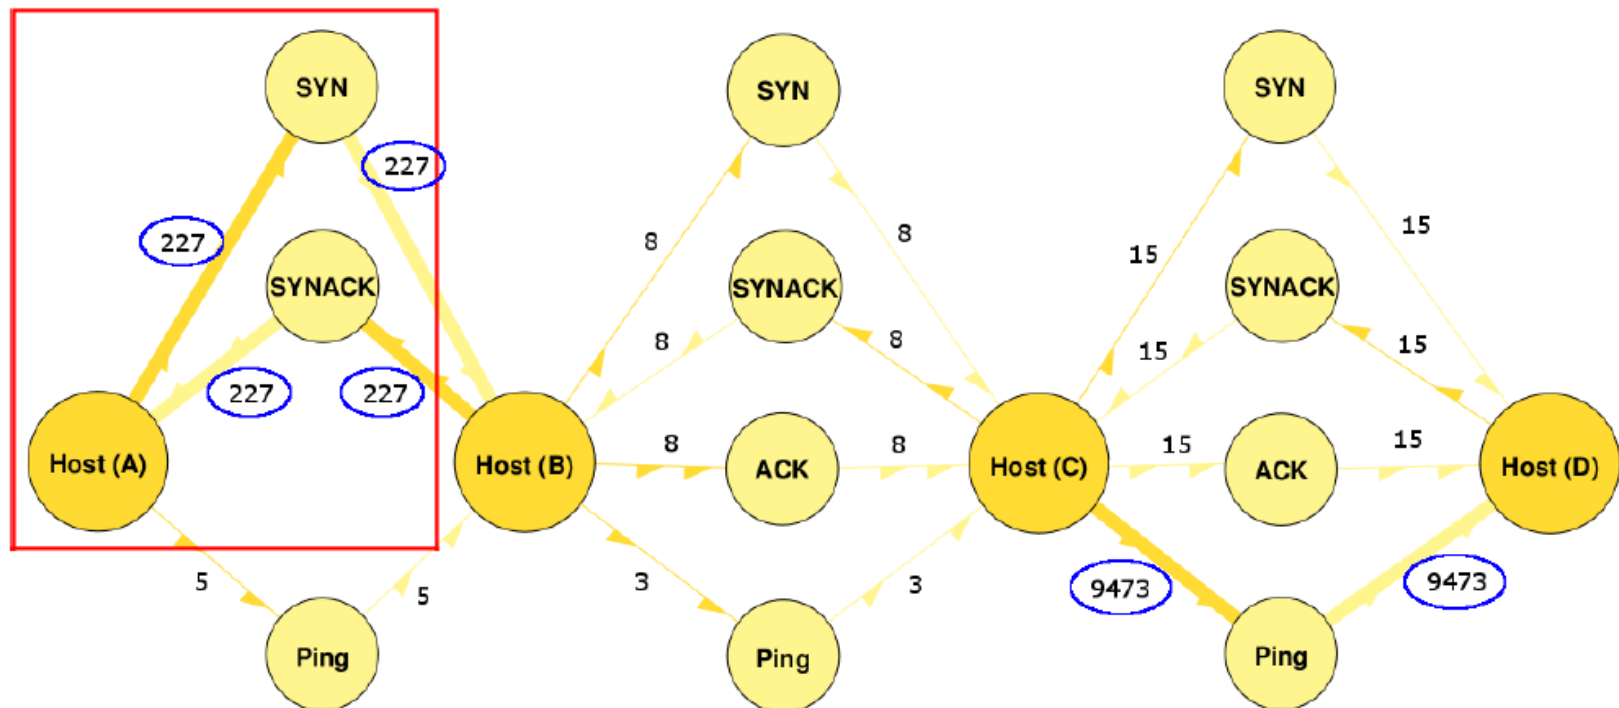 SYN
SYN
SYN
227
227
8
8
15
15
SYNACK
SYNACK
SYNACK
8
8
15
15
227
227
Host (A)
Host (B)
8
ACK
8
Host (C)
15
ACK
15
Host (D)
5
5
3
3
9473
9473
Ping
Ping
Ping